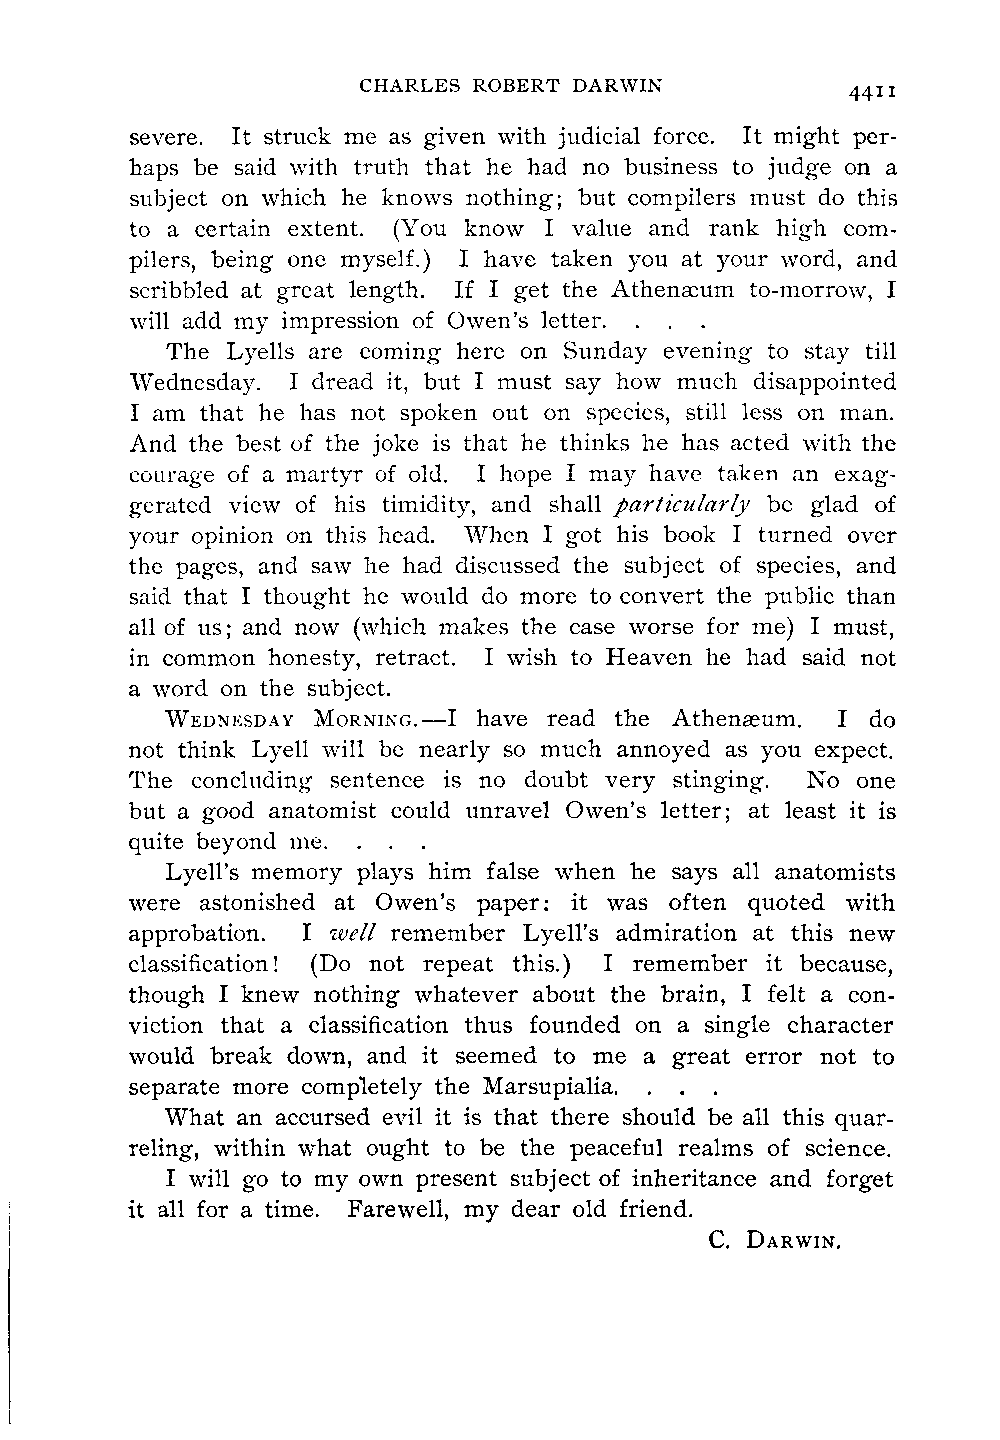 CHARLES ROBERT DARWIN 4411
severe. It struck me as given with judicial force. It might per-
haps be said with truth that he had no business to judge on a
subject on which he knows nothing; but compilers must do this
to a certain extent. (You know I value and rank high com-
pilers, being one myself.) I have taken you at your word, and
scribbled at great length. If I get the Athenæum to-morrow, I
will add my impression of Owen's letter. . . .
The Lyells are coming here on Sunday evening to stay till
Wednesday. I dread it, but I must say how much disappointed
I am that he has not spoken out on species, still less on man.
And the best of the joke is that he thinks he has acted with the
courage of a martyr of old. I hope I may have taken an exag-
gerated view of his timidity, and shall particularly be glad of
your opinion on this head. When I got his book I turned over
the pages, and saw he had discussed the subject of species, and
said that I thought he would do more to convert the public than
all of us; and now (which makes the case worse for me) I must,
in common honesty, retract. I wish to Heaven he had said not
a word on the subject.
WEDNESDAY MORNING.—I have read the Athenæum. I do
not think Lyell will be nearly so much annoyed as you expect.
The concluding sentence is no doubt very stinging. No one
but a good anatomist could unravel Owen's letter; at least it is
quite beyond me. . . .
Lyell's memory plays him false when he says all anatomists
were astonished at Owen's paper: it was often quoted with
approbation. I well remember Lyell's admiration at this new
classification! (Do not repeat this.) I remember it because,
though I knew nothing whatever about the brain, I felt a con-
viction that a classification thus founded on a single character
would break down, and it seemed to me a great error not to
separate more completely the Marsupialia. . . .
What an accursed evil it is that there should be all this quar-
reling, within what ought to be the peaceful realms of science.
I will go to my own present subject of inheritance and forget
it all for a time. Farewell, my dear old friend.
C. DARWIN.